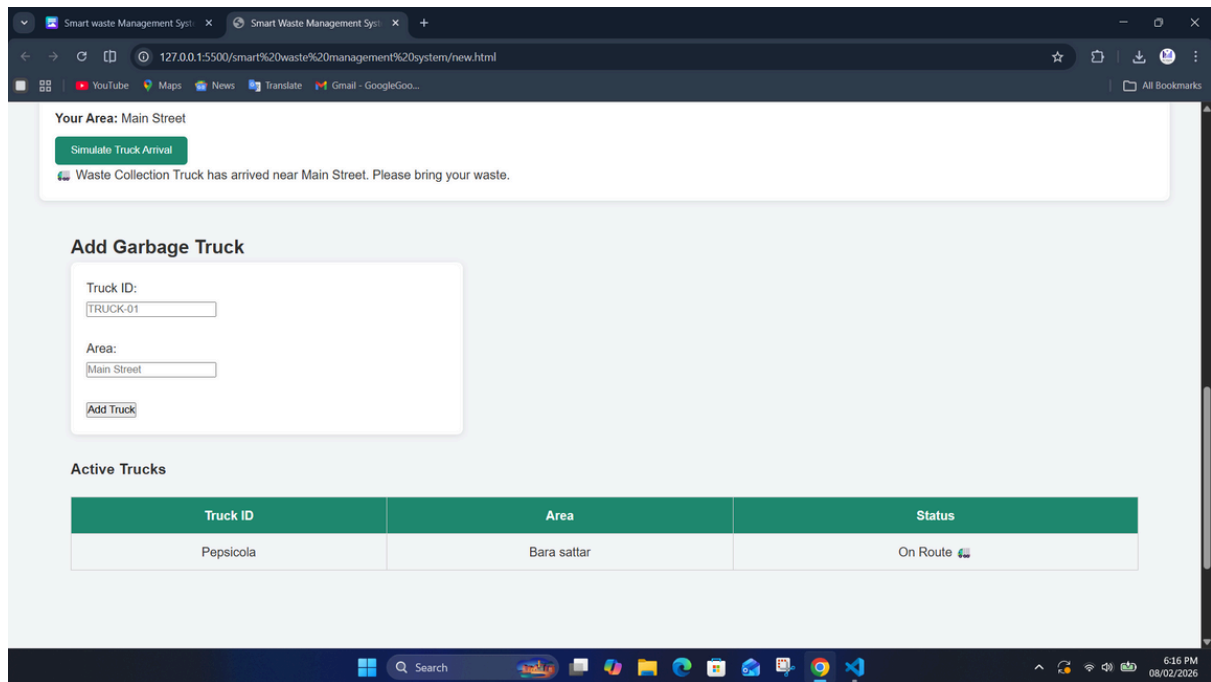 Smart waste Management Syst
Smart Waste Management Syst
127.0.0.1:5500/smart%20waste%20management%20system/new.html
YouTube Maps News Translate Gmail - GoogleGoo... All Bookmarks
Your Area: Main Street
Simulate Truck Arrival
Waste Collection Truck has arrived near Main Street. Please bring your waste.
Add Garbage Truck
Truck ID:
TRUCK-01
Area:
Main Street
Add Truck
Active Trucks
Truck ID Area Status
Pepsicola Bara sattar On Route
Search
6:16 PM
08/02/2026